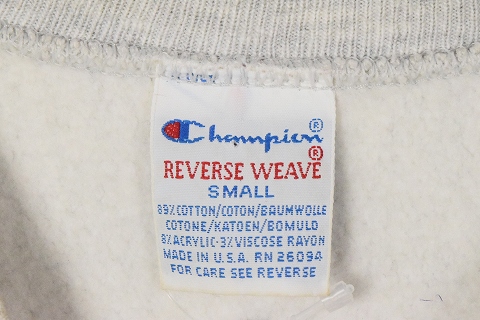 Champion®
REVERSE WEAVE®
SMALL
89% COTTON/COTON/BAUMWOLLE
COTONE/KATOEN/BOMULD
8% ACRYLIC·3% VISCOSE RAYON
MADE IN U.S.A. RN 26094
FOR CARE SEE REVERSE